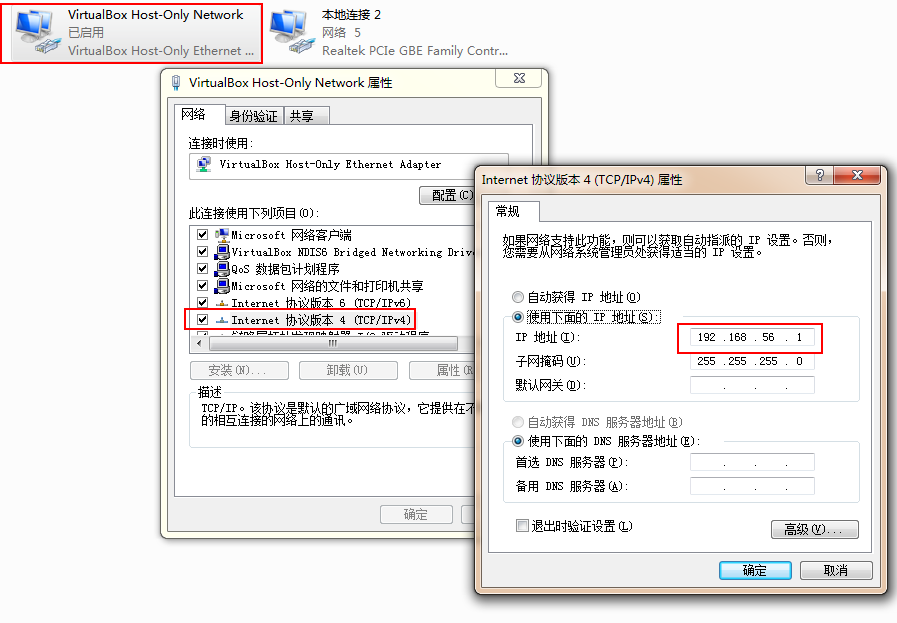 VirtualBox Host-Only Network
已启用
VirtualBox Host-Only Ethernet ...
本地连接 2
网络 5
Realtek PCIe GBE Family Contr...
VirtualBox Host-Only Network 属性
网络
身份验证
共享
连接时使用:
VirtualBox Host-Only Ethernet Adapter
配置(C)
此连接使用下列项目(O):
Microsoft 网络客户端
VirtualBox NDIS6 Bridged Networking Drive
QoS 数据包计划程序
Microsoft 网络的文件和打印机共享
Internet 协议版本 6 (TCP/IPv6)
Internet 协议版本 4 (TCP/IPv4)
安装(N)...
卸载(U)
属性(R
描述
TCP/IP。该协议是默认的广域网络协议，它提供在不
的相互连接的网络上的通讯。
确定
Internet 协议版本 4 (TCP/IPv4) 属性
常规
如果网络支持此功能，则可以获取自动指派的 IP 设置。否则，
您需要从网络系统管理员处获得适当的 IP 设置。
自动获得 IP 地址(O)
使用下面的 IP 地址(S):
IP 地址(I):
192 .168 . 56 . 1
子网掩码(U):
255 .255 .255 . 0
默认网关(D):
. . .
自动获得 DNS 服务器地址(B)
使用下面的 DNS 服务器地址(E):
首选 DNS 服务器(P):
. . .
备用 DNS 服务器(A):
. . .
退出时验证设置(L)
高级(V)...
确定
取消